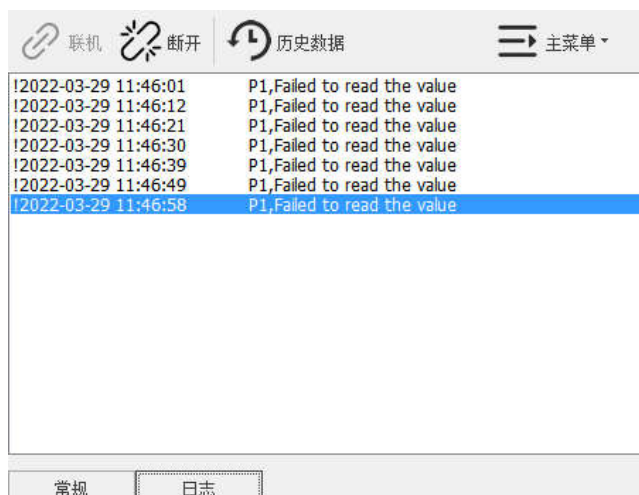 联机 断开 历史数据 主菜单
!2022-03-29 11:46:01 P1,Failed to read the value
!2022-03-29 11:46:12 P1,Failed to read the value
!2022-03-29 11:46:21 P1,Failed to read the value
!2022-03-29 11:46:30 P1,Failed to read the value
!2022-03-29 11:46:39 P1,Failed to read the value
!2022-03-29 11:46:49 P1,Failed to read the value
!2022-03-29 11:46:58 P1,Failed to read the value
常规 日志